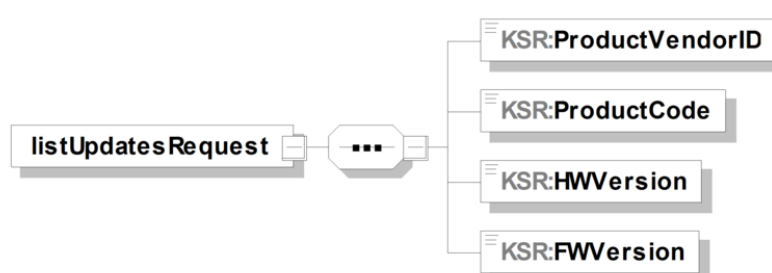 KSR:ProductVendorID
KSR:ProductCode
listUpdatesRequest
KSR:HWVersion
KSR:FWVersion